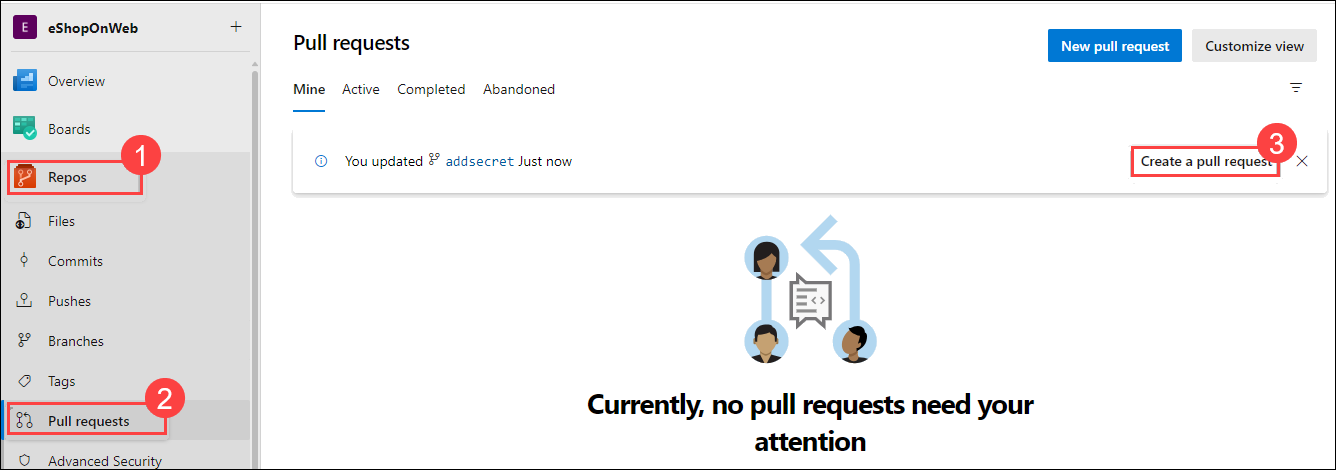 E eShopOnWeb +
Overview
Boards
1
Repos
Files
Commits
Pushes
Branches
Tags
2
Pull requests
Advanced Security
Pull requests
New pull request
Customize view
Mine Active Completed Abandoned
You updated addsecret Just now
3
Create a pull request
Currently, no pull requests need your
attention